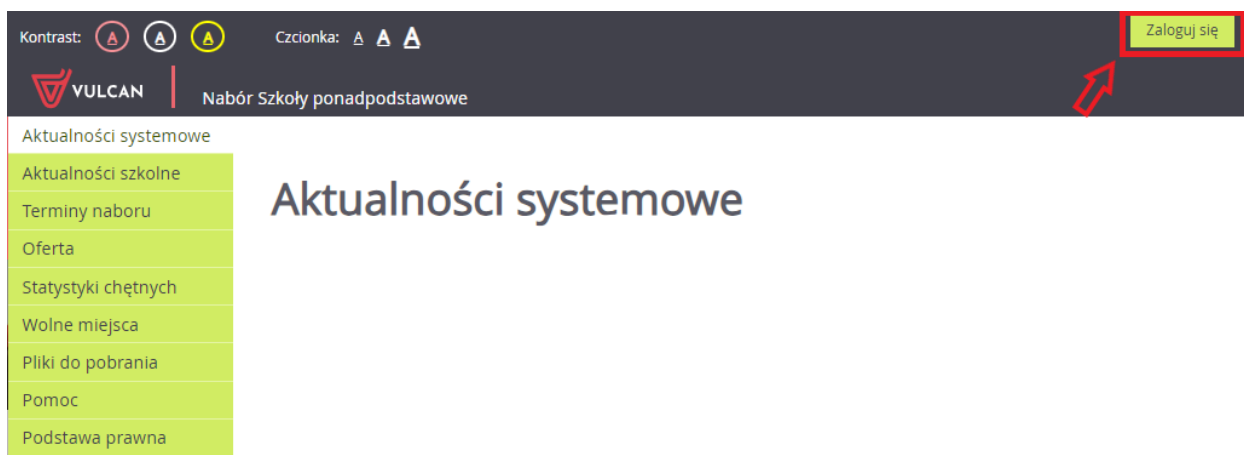 Kontrast: A A A Czcionka: A A A Zaloguj się
VULCAN Nabór Szkoły ponadpodstawowe
Aktualności systemowe
Aktualności szkolne
Terminy naboru
Oferta
Statystyki chętnych
Wolne miejsca
Pliki do pobrania
Pomoc
Podstawa prawna
Aktualności systemowe